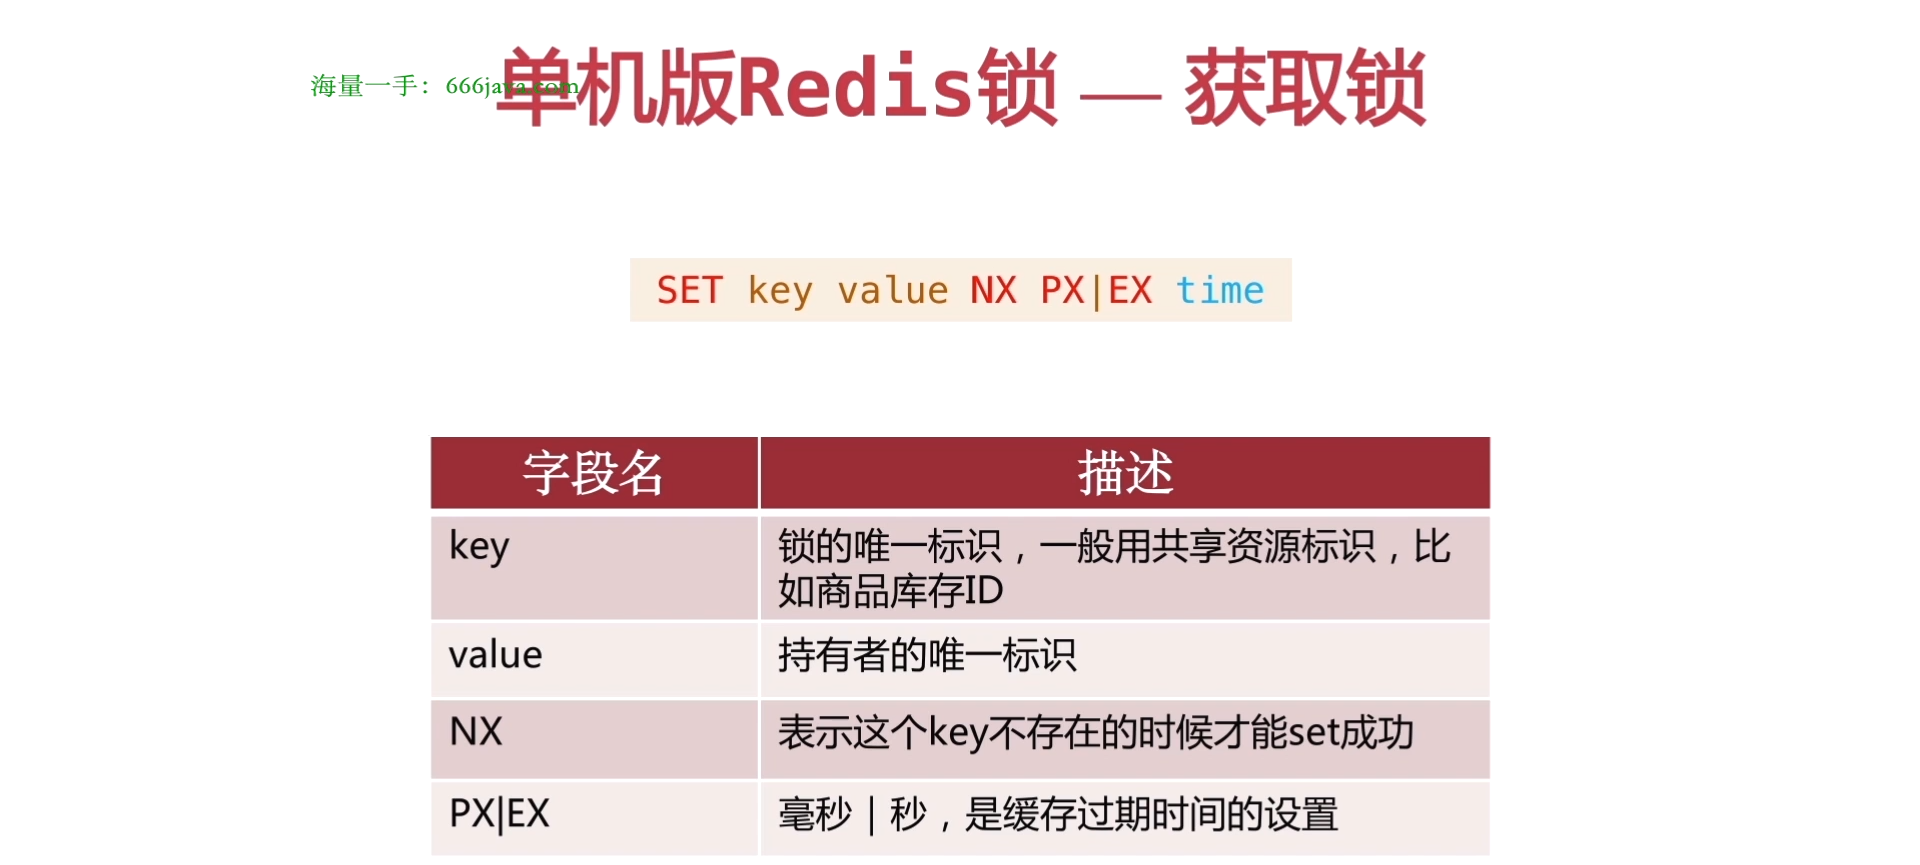 海量一手：666java.com
单机版Redis锁 — 获取锁
SET key value NX PX|EX time
字段名 描述
key 锁的唯一标识，一般用共享资源标识，比
如商品库存ID
value 持有者的唯一标识
NX 表示这个key不存在的时候才能set成功
PX|EX 毫秒｜秒，是缓存过期时间的设置